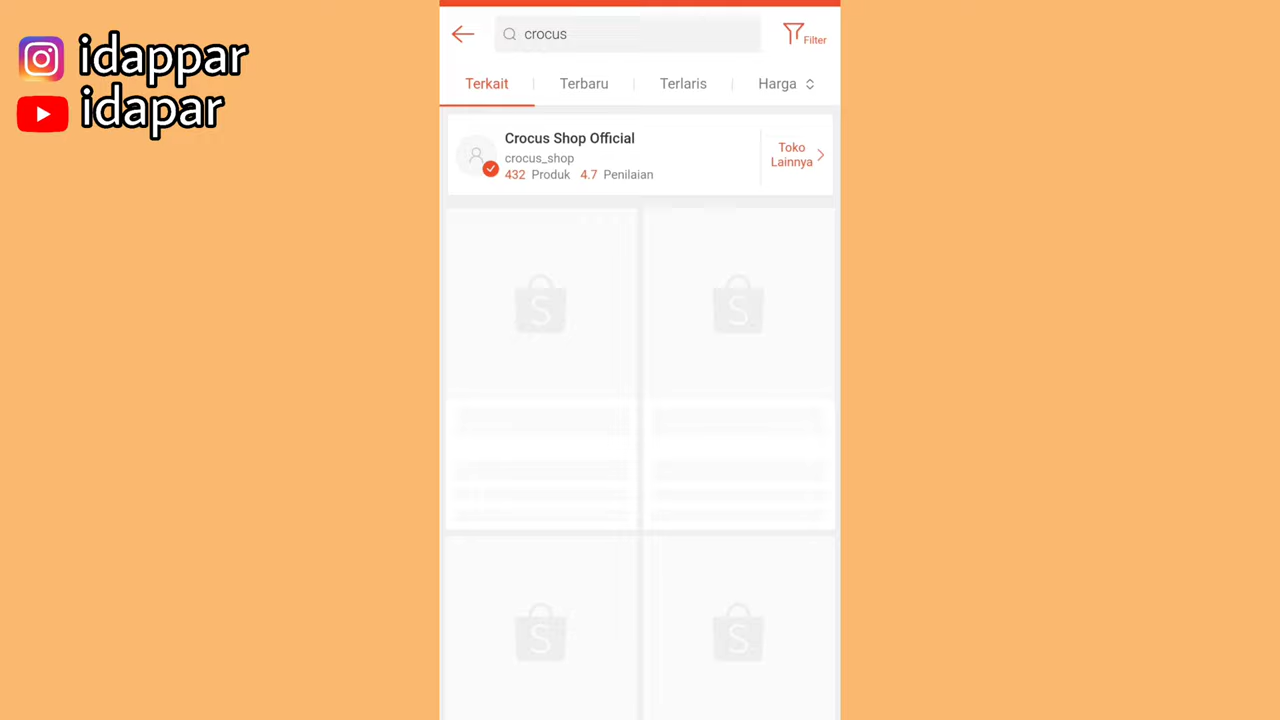 idappar
idapar
crocus
Filter
Terkait
Terbaru
Terlaris
Harga
Crocus Shop Official
crocus_shop
432 Produk 4.7 Penilaian
Toko
Lainnya
S
S
S
S